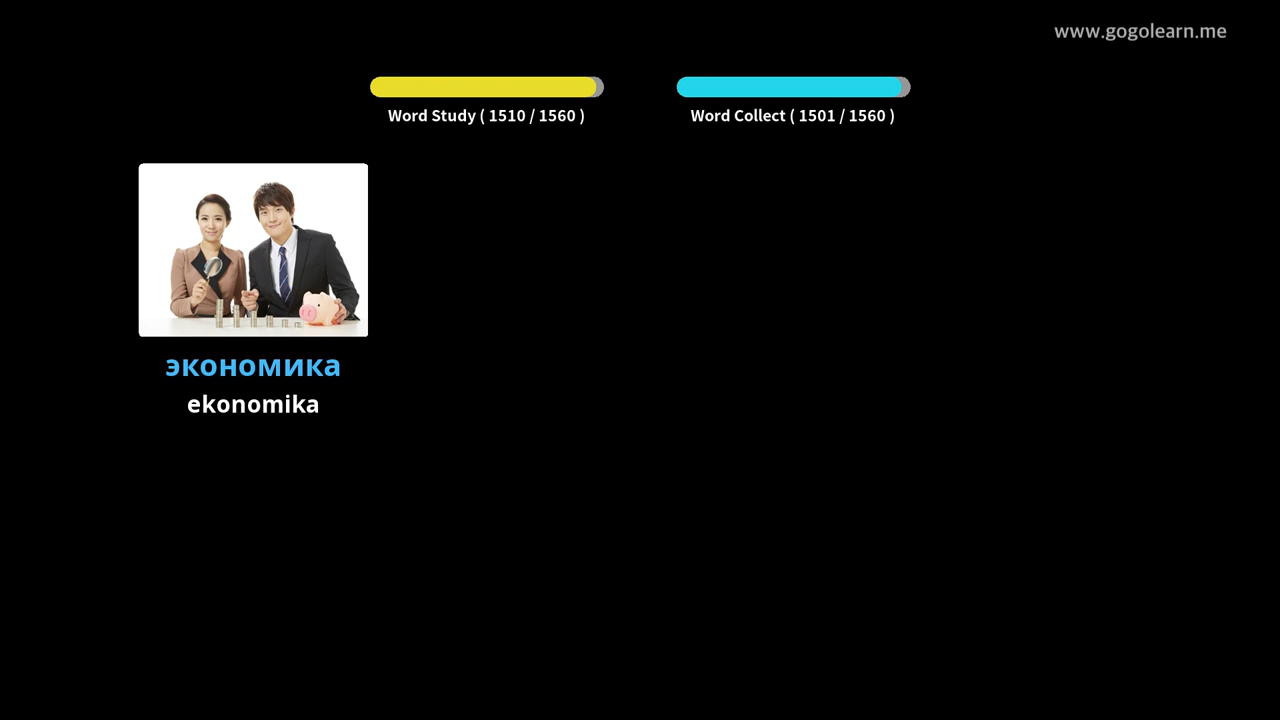 www.gogolearn.me
Word Study ( 1510 / 1560 )
Word Collect ( 1501 / 1560 )
экономика
ekonomika